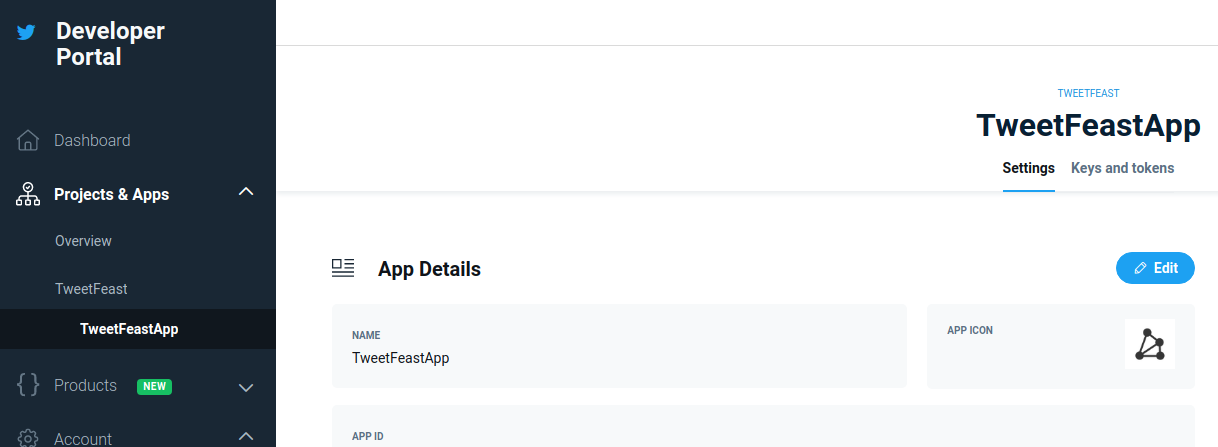 Developer
Portal
Dashboard
Projects & Apps
Overview
TweetFeast
TweetFeastApp
Products NEW
Account
TWEETFEAST
TweetFeastApp
Settings Keys and tokens
App Details
Edit
NAME
TweetFeastApp
APP ICON
APP ID